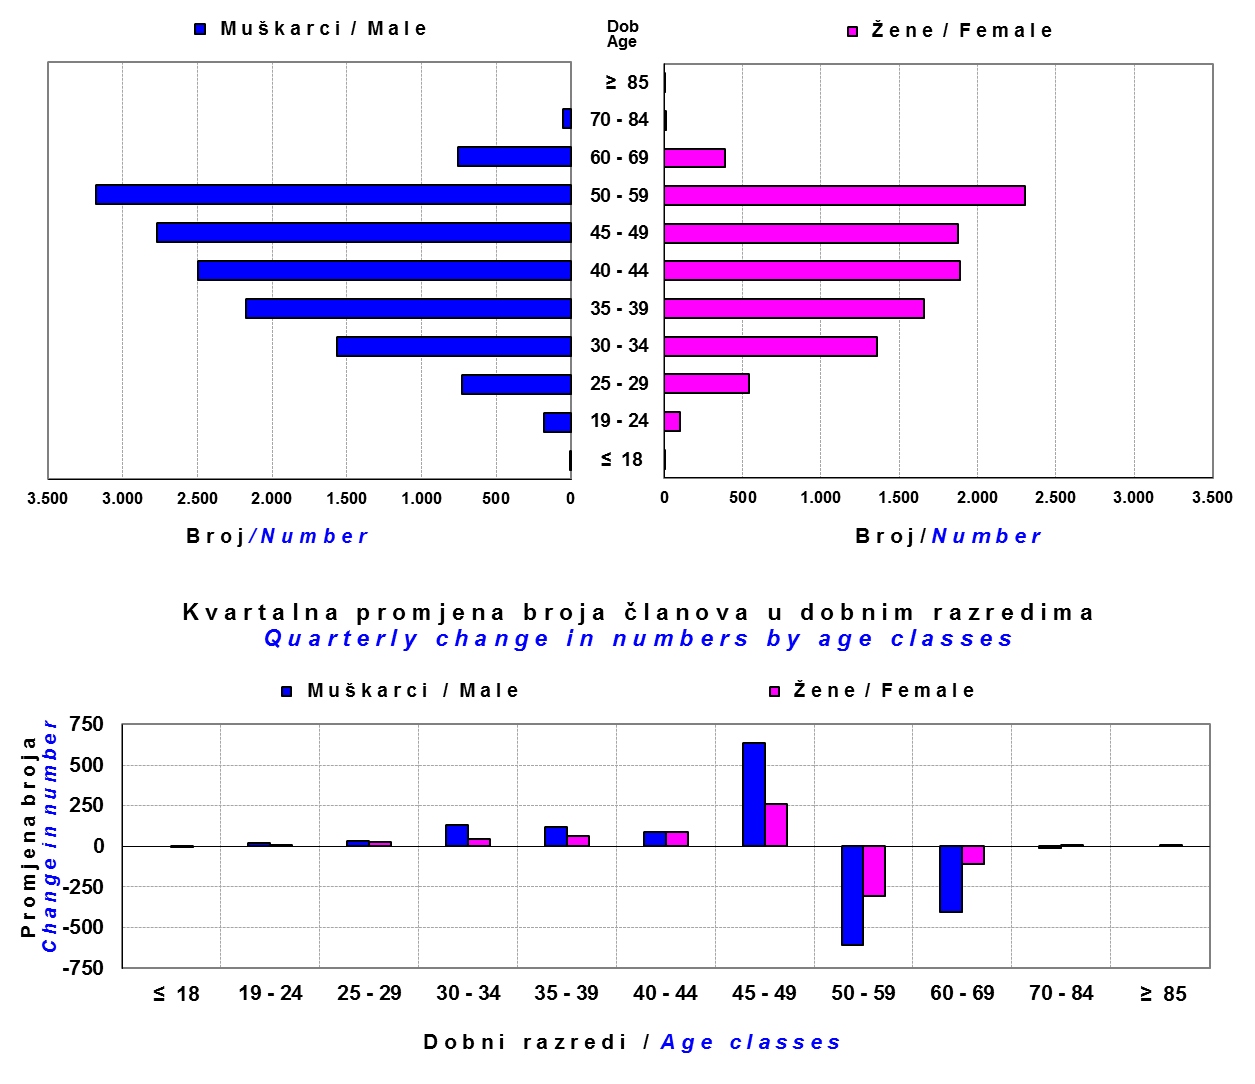 Muškarci / Male
Dob
Age
Žene / Female
≥ 85
70 - 84
60 - 69
50 - 59
45 - 49
40 - 44
35 - 39
30 - 34
25 - 29
19 - 24
≤ 18
3.500 3.000 2.500 2.000 1.500 1.000 500 0
0 500 1.000 1.500 2.000 2.500 3.000 3.500
Broj/Number
Broj/Number
Kvartalna promjena broja članova u dobnim razredima
Quarterly change in numbers by age classes
Muškarci / Male
Žene / Female
Promjena broja
Change in number
750
500
250
0
-250
-500
-750
≤ 18 19 - 24 25 - 29 30 - 34 35 - 39 40 - 44 45 - 49 50 - 59 60 - 69 70 - 84 ≥ 85
Dobni razredi / Age classes